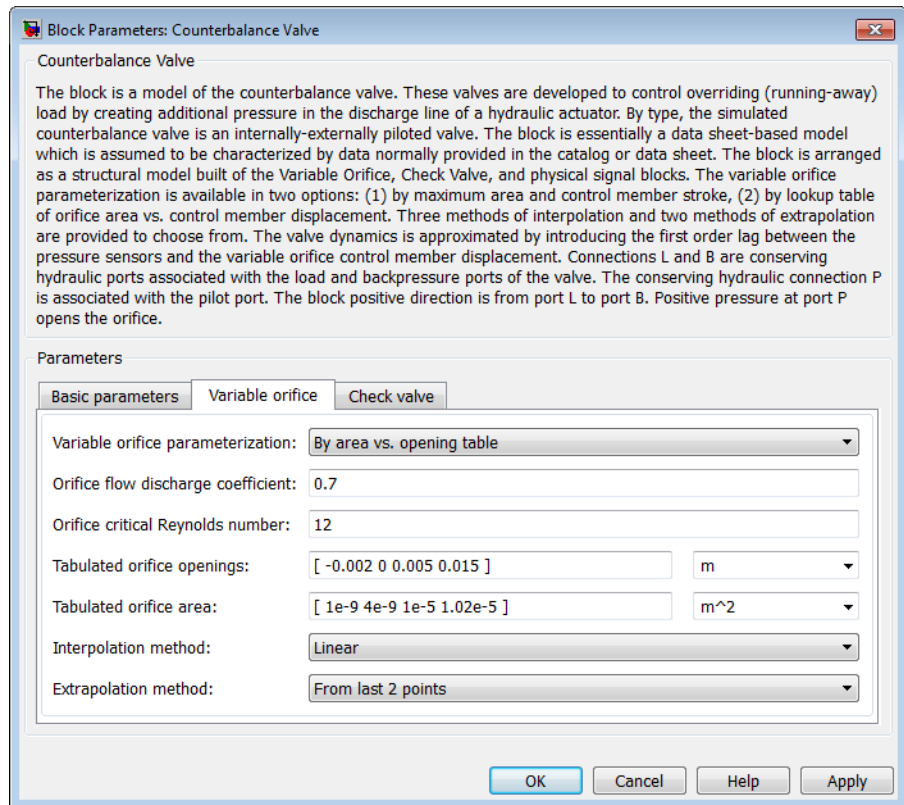 Block Parameters: Counterbalance Valve
Counterbalance Valve
The block is a model of the counterbalance valve. These valves are developed to control overriding (running-away)
load by creating additional pressure in the discharge line of a hydraulic actuator. By type, the simulated
counterbalance valve is an internally-externally piloted valve. The block is essentially a data sheet-based model
which is assumed to be characterized by data normally provided in the catalog or data sheet. The block is arranged
as a structural model built of the Variable Orifice, Check Valve, and physical signal blocks. The variable orifice
parameterization is available in two options: (1) by maximum area and control member stroke, (2) by lookup table
of orifice area vs. control member displacement. Three methods of interpolation and two methods of extrapolation
are provided to choose from. The valve dynamics is approximated by introducing the first order lag between the
pressure sensors and the variable orifice control member displacement. Connections L and B are conserving
hydraulic ports associated with the load and backpressure ports of the valve. The conserving hydraulic connection P
is associated with the pilot port. The block positive direction is from port L to port B. Positive pressure at port P
opens the orifice.
Parameters
Basic parameters Variable orifice Check valve
Variable orifice parameterization: By area vs. opening table
Orifice flow discharge coefficient: 0.7
Orifice critical Reynolds number: 12
Tabulated orifice openings: [ -0.002 0 0.005 0.015 ] m
Tabulated orifice area: [ 1e-9 4e-9 1e-5 1.02e-5 ] m^2
Interpolation method: Linear
Extrapolation method: From last 2 points
OK Cancel Help Apply